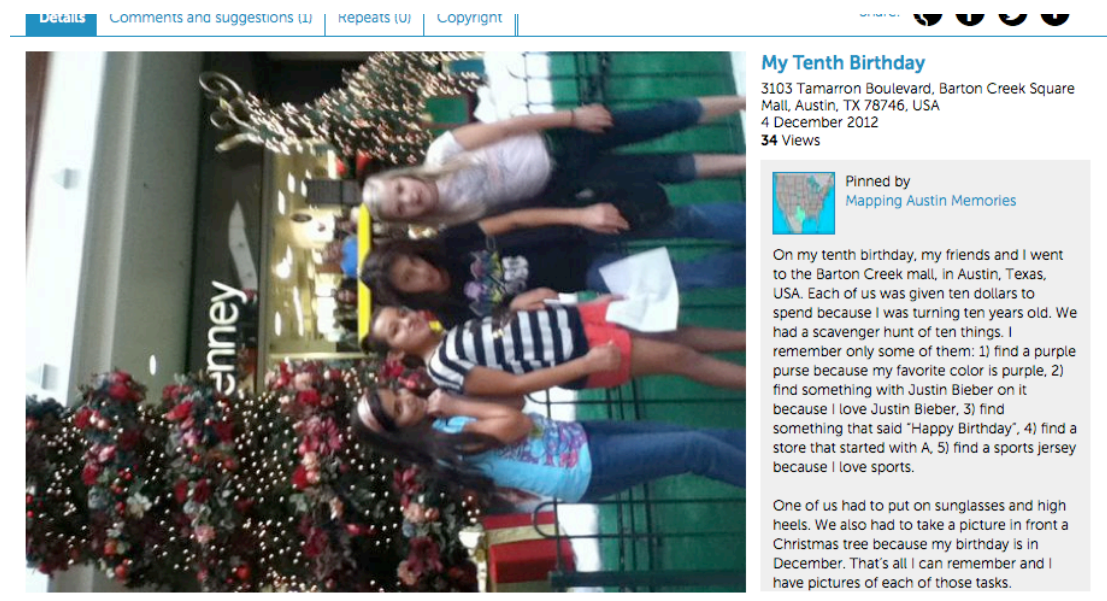 Details
Comments and suggestions (1)
Repeats (0)
Copyright
Share:
My Tenth Birthday
3103 Tamarron Boulevard, Barton Creek Square
Mall, Austin, TX 78746, USA
4 December 2012
34 Views
Pinned by
Mapping Austin Memories
On my tenth birthday, my friends and I went
to the Barton Creek mall, in Austin, Texas,
USA. Each of us was given ten dollars to
spend because I was turning ten years old. We
had a scavenger hunt of ten things. I
remember only some of them: 1) find a purple
purse because my favorite color is purple, 2)
find something with Justin Bieber on it
because I love Justin Bieber, 3) find
something that said “Happy Birthday”, 4) find a
store that started with A, 5) find a sports jersey
because I love sports.
One of us had to put on sunglasses and high
heels. We also had to take a picture in front a
Christmas tree because my birthday is in
December. That’s all I can remember and I
have pictures of each of those tasks.
enney